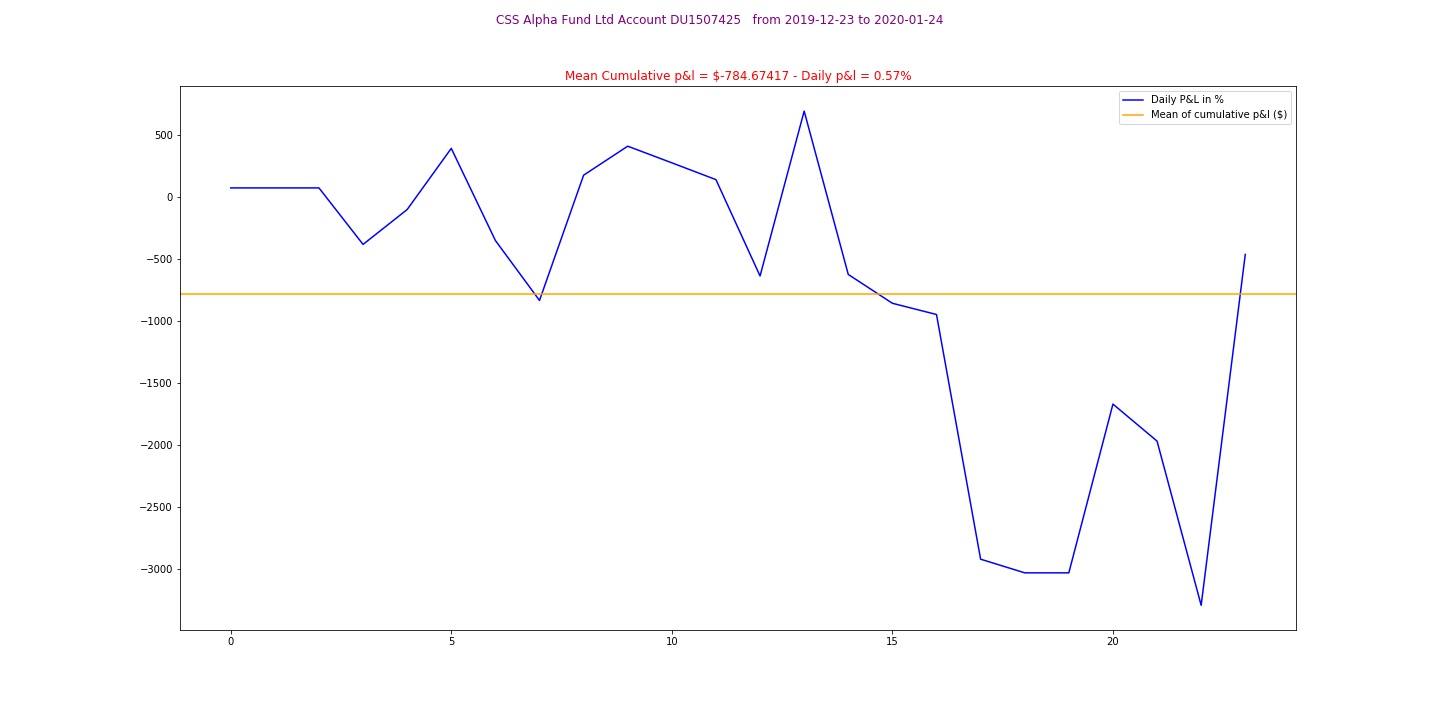 CSS Alpha Fund Ltd Account DU1507425   from 2019-12-23 to 2020-01-24
Mean Cumulative p&l = $-784.67417 - Daily p&l = 0.57%
Daily P&L in %
Mean of cumulative p&l ($)
500
0
−500
−1000
−1500
−2000
−2500
−3000
0 5 10 15 20